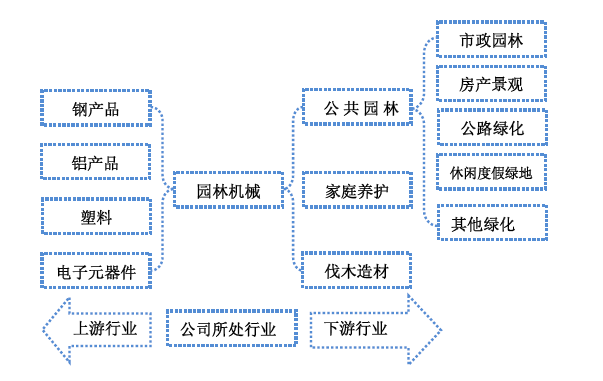 钢产品
铝产品
塑料
电子元器件
园林机械
公共园林
家庭养护
伐木造材
市政园林
房产景观
公路绿化
休闲度假绿地
其他绿化
上游行业
公司所处行业
下游行业